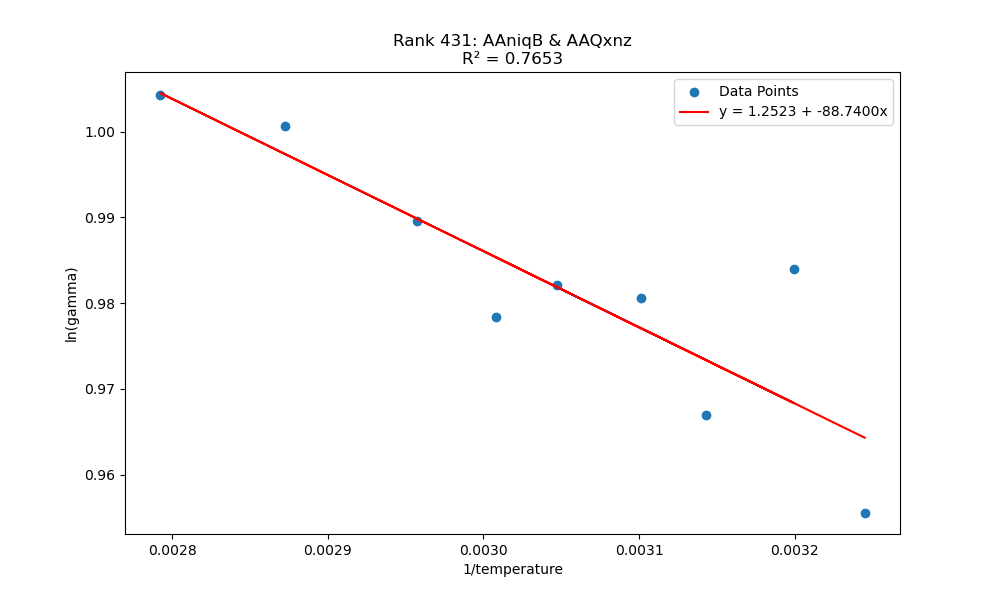 Rank 431: AAniqB & AAQxnz
R² = 0.7653
Data Points
y = 1.2523 + -88.7400x
1.00
0.99
0.98
0.97
0.96
ln(gamma)
0.0028 0.0029 0.0030 0.0031 0.0032
1/temperature